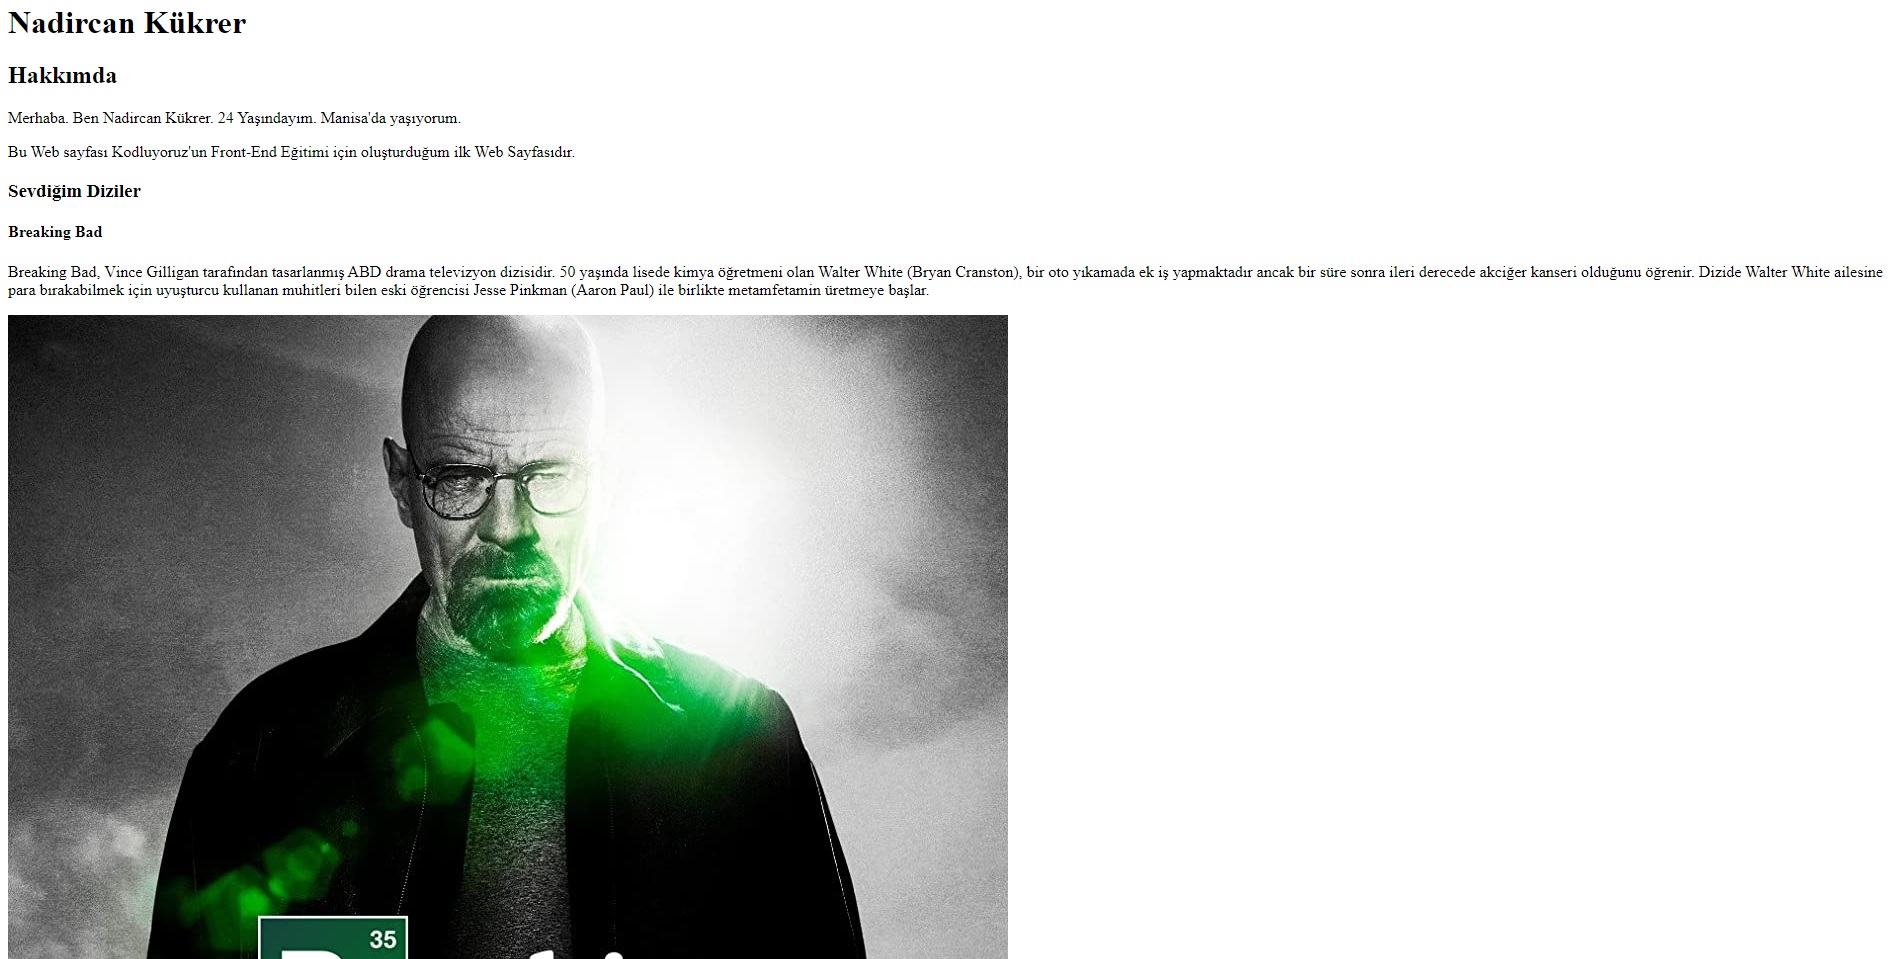 Nadircan Kükrer
Hakkımda
Merhaba. Ben Nadircan Kükrer. 24 Yaşındayım. Manisa'da yaşıyorum.
Bu Web sayfası Kodluyoruz'un Front-End Eğitimi için oluşturduğum ilk Web Sayfasıdır.
Sevdiğim Diziler
Breaking Bad
Breaking Bad, Vince Gilligan tarafından tasarlanmış ABD drama televizyon dizisidir. 50 yaşında lisede kimya öğretmeni olan Walter White (Bryan Cranston), bir oto yıkamada ek iş yapmaktadır ancak bir süre sonra ileri derecede akciğer kanseri olduğunu öğrenir. Dizide Walter White ailesine
para bırakabilmek için uyuşturucu kullanan muhitleri bilen eski öğrencisi Jesse Pinkman (Aaron Paul) ile birlikte metamfetamin üretmeye başlar.
35